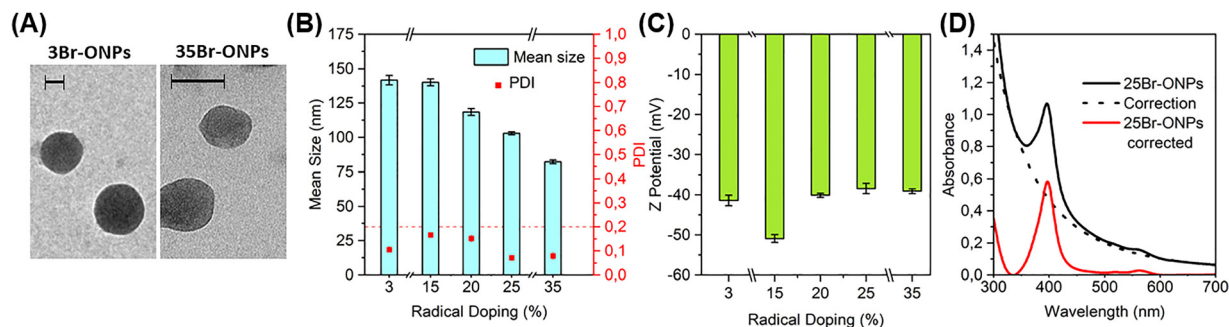 (A)
3Br-ONPs
35Br-ONPs
(B)
Mean size
PDI
175
150
125
100
75
50
25
0
Mean Size (nm)
1,0
0,9
0,8
0,7
0,6
0,5
0,4
0,3
0,2
0,1
0,0
PDI
3
15
20
25
35
Radical Doping (%)
(C)
0
-10
-20
-30
-40
-50
-60
Z Potential (mV)
3
15
20
25
35
Radical Doping (%)
(D)
25Br-ONPs
Correction
25Br-ONPs
corrected
1,4
1,2
1,0
0,8
0,6
0,4
0,2
0,0
Absorbance
300
400
500
600
700
Wavelength (nm)